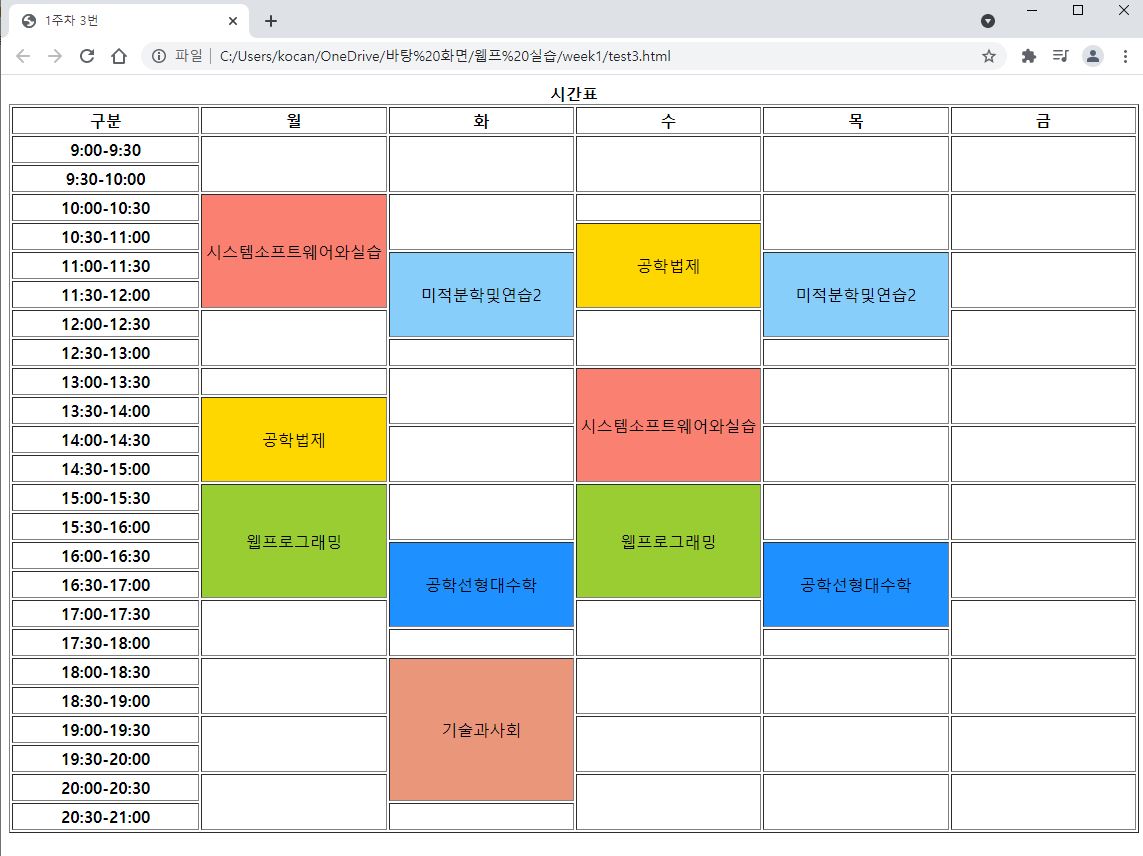 1주차 3번
파일 C:/Users/kocan/OneDrive/바탕%20화면/웹프%20실습/week1/test3.html
시간표
구분 월 화 수 목 금
9:00-9:30
9:30-10:00
10:00-10:30
10:30-11:00
시스템소프트웨어와실습
11:00-11:30 공학법제
11:30-12:00 미적분학및연습2 미적분학및연습2
12:00-12:30
12:30-13:00
13:00-13:30
13:30-14:00
시스템소프트웨어와실습
14:00-14:30 공학법제
14:30-15:00
15:00-15:30
15:30-16:00
웹프로그래밍 웹프로그래밍
16:00-16:30
16:30-17:00 공학선형대수학 공학선형대수학
17:00-17:30
17:30-18:00
18:00-18:30
18:30-19:00
19:00-19:30 기술과사회
19:30-20:00
20:00-20:30
20:30-21:00